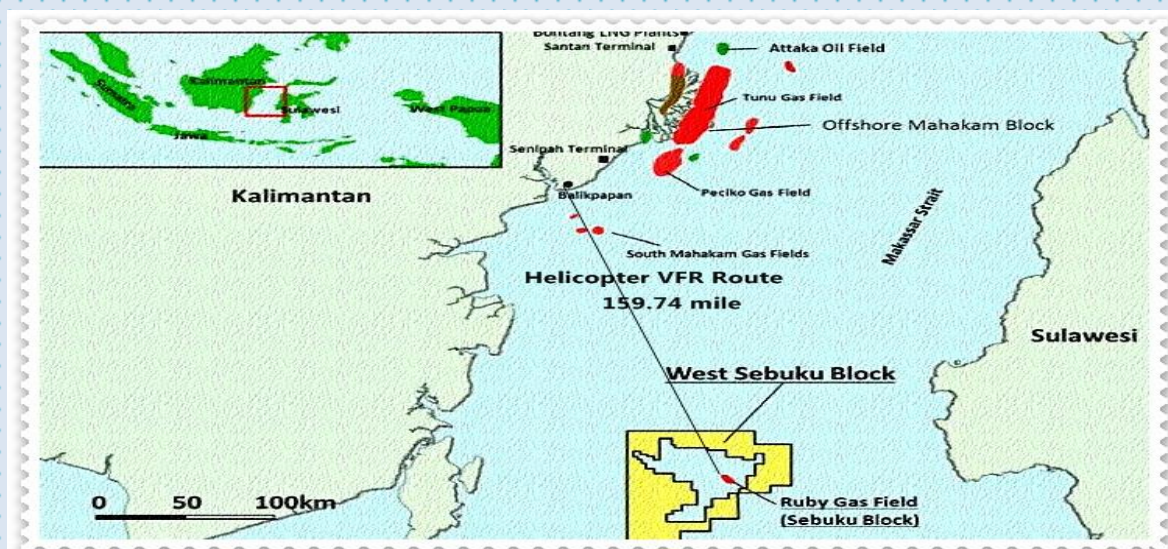 Bontang LNG Plants
Santan Terminal
Attaka Oil Field
Kalimantan
Sumatra
Sulawesi
West Papua
Jawa
Tunu Gas Field
Offshore Mahakam Block
Senipah Terminal
Kalimantan
Balikpapan
Peciko Gas Field
Makassar Strait
South Mahakam Gas Fields
Helicopter VFR Route
159.74 mile
Sulawesi
West Sebuku Block
0 50 100km
Ruby Gas Field
(Sebuku Block)